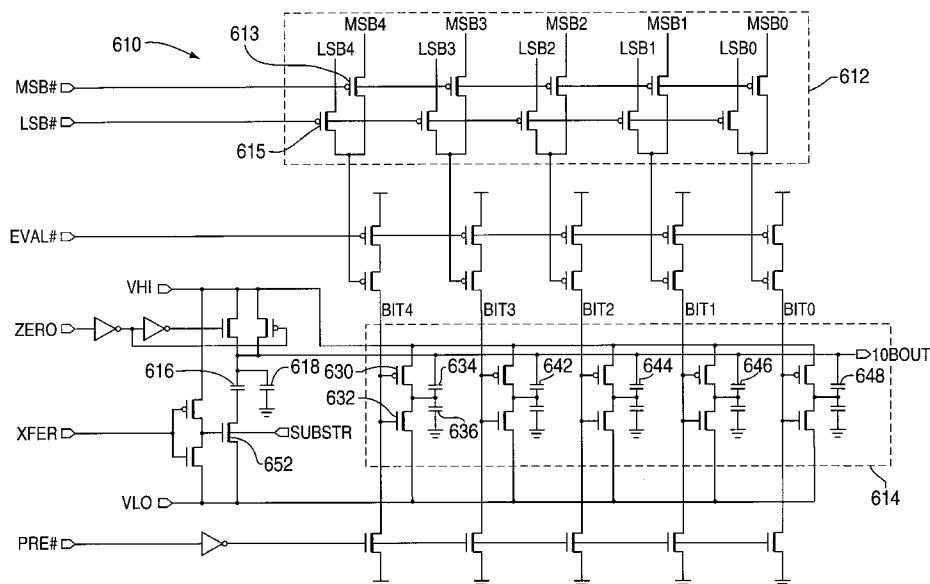 MSB4 MSB3 MSB2 MSB1 MSB0
613
LSB4 LSB3 LSB2 LSB1 LSB0
610
612
MSB#
LSB#
615
EVAL#
VHI
BIT4 BIT3 BIT2 BIT1 BIT0
ZERO
10BOUT
616 618 630 634 642 644 646 648
632
636
XFER
SUBSTR
652
614
VLO
PRE#